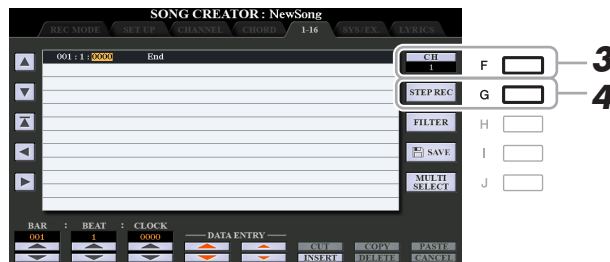 SONG CREATOR : NewSong
REC MODE SET UP CHANNEL CHORD 1-16 SYS/EX. LYRICS
001 : 1 : 0000 End
CH
1
F
3
STEP REC
G
4
FILTER
H
SAVE
I
MULTI
SELECT
J
BAR : BEAT : CLOCK
001 1 0000
DATA ENTRY
CUT COPY PASTE
INSERT DELETE CANCEL